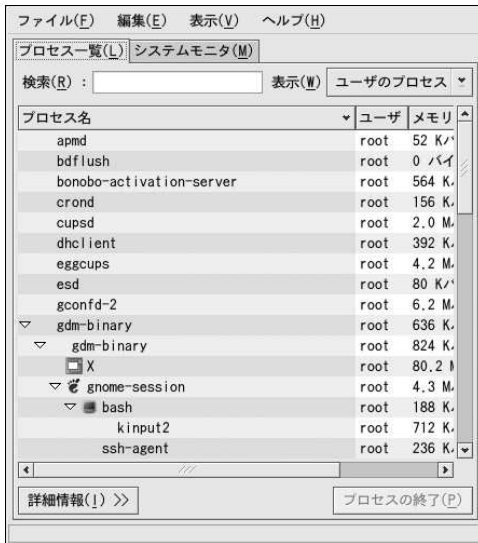 ファイル(F) 編集(E) 表示(V) ヘルプ(H)
プロセス一覧(L) システムモニタ(M)
検索(R) : 表示(W) ユーザのプロセス
プロセス名 ユーザ メモリ
apmd root 52 K
bdflush root 0 バイ
bonobo-activation-server root 564 K
crond root 156 K
cupsd root 2.0 M
dhclient root 392 K
eggcups root 4.2 M
esd root 80 K
gconfd-2 root 6.2 M
gdm-binary root 636 K
gdm-binary root 824 K
X root 80.2 M
gnome-session root 4.3 M
bash root 188 K
kinput2 root 712 K
ssh-agent root 236 K
詳細情報(I) >> プロセスの終了(P)